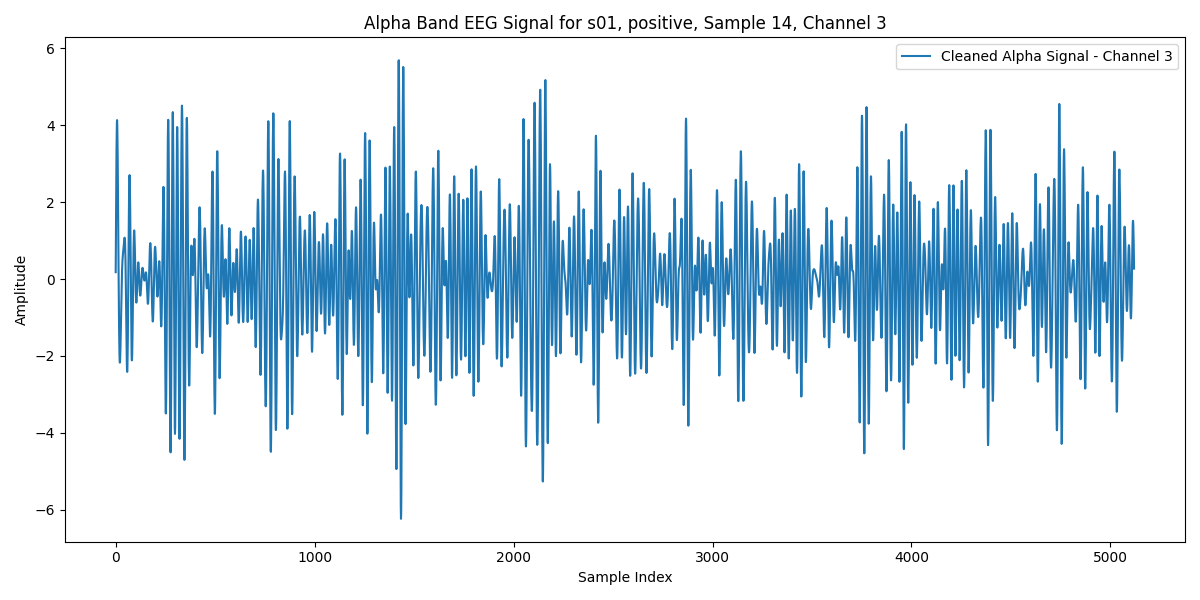 Alpha Band EEG Signal for s01, positive, Sample 14, Channel 3
Cleaned Alpha Signal - Channel 3
Amplitude
6
4
2
0
−2
−4
−6
0 1000 2000 3000 4000 5000
Sample Index